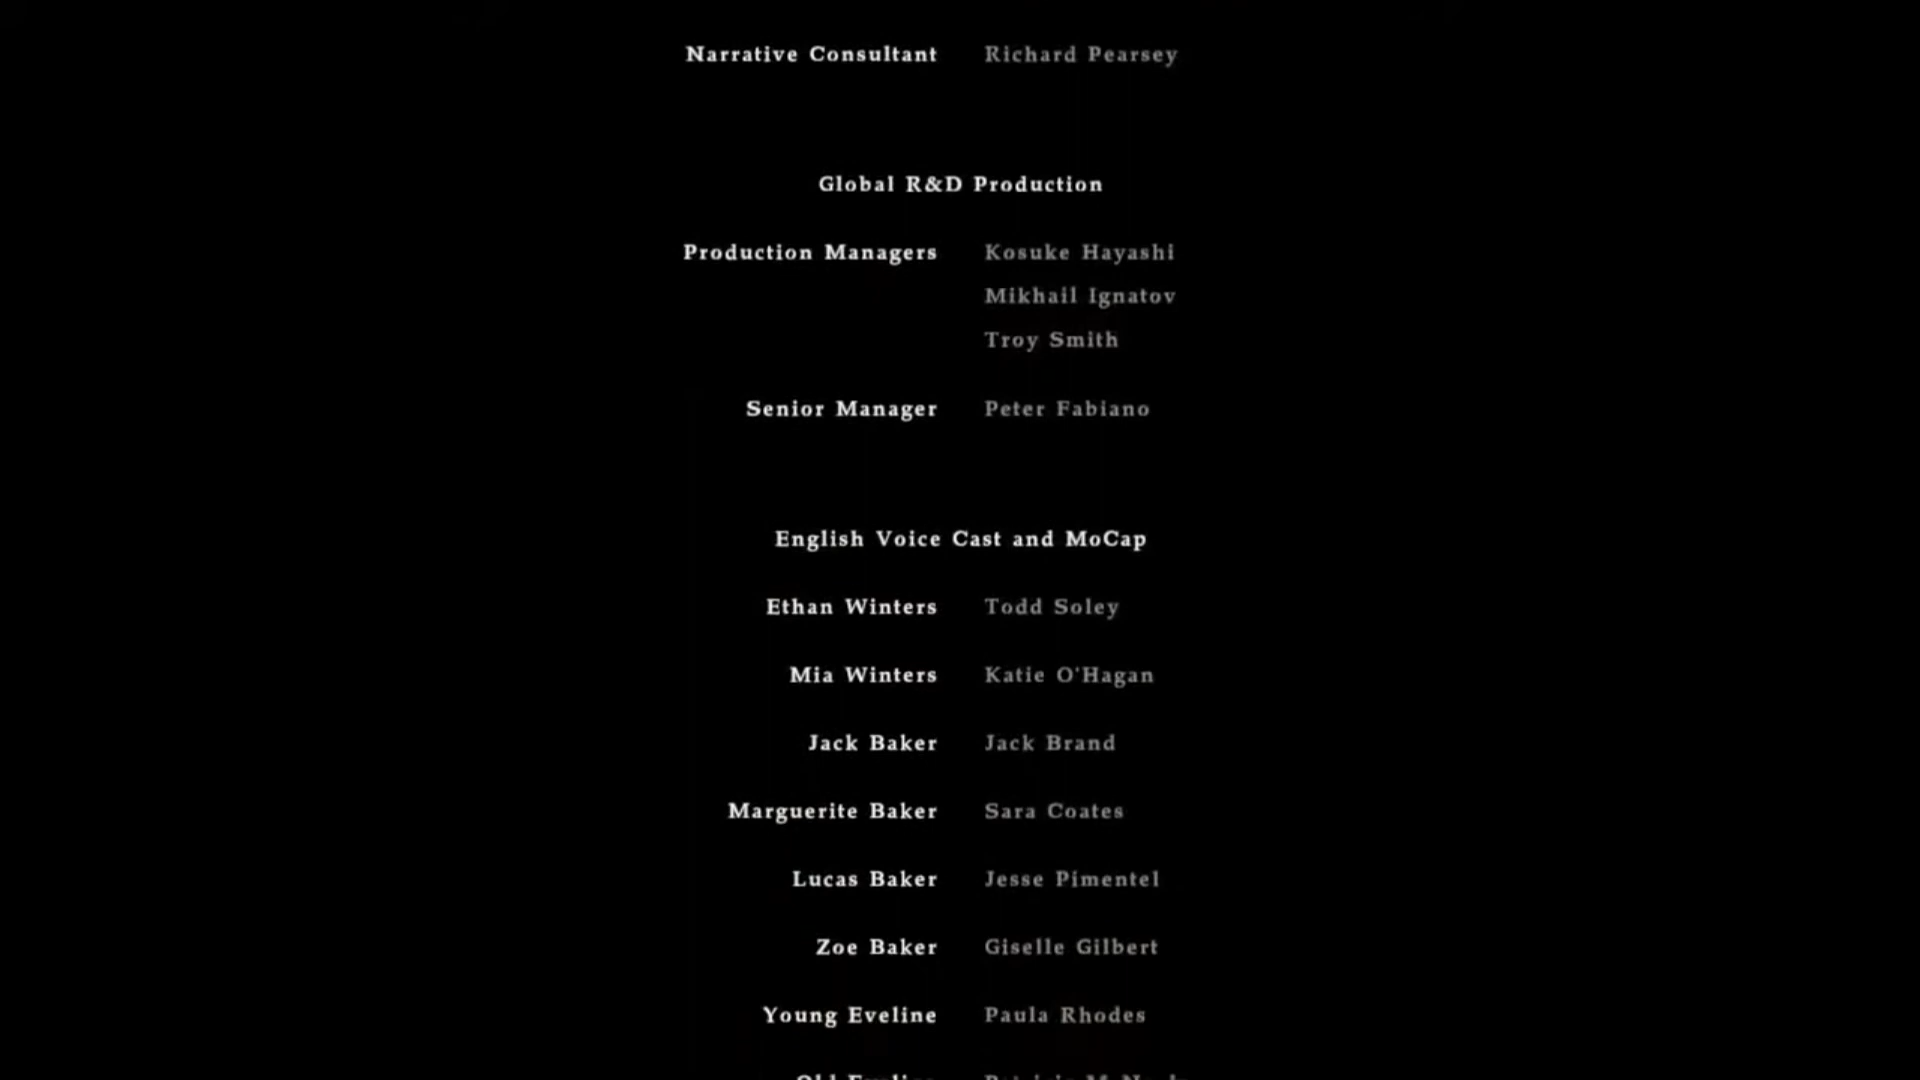 Narrative Consultant Richard Pearsey
Global R&D Production
Production Managers Kosuke Hayashi
Mikhail Ignatov
Troy Smith
Senior Manager Peter Fabiano
English Voice Cast and MoCap
Ethan Winters Todd Soley
Mia Winters Katie O'Hagan
Jack Baker Jack Brand
Marguerite Baker Sara Coates
Lucas Baker Jesse Pimentel
Zoe Baker Giselle Gilbert
Young Eveline Paula Rhodes